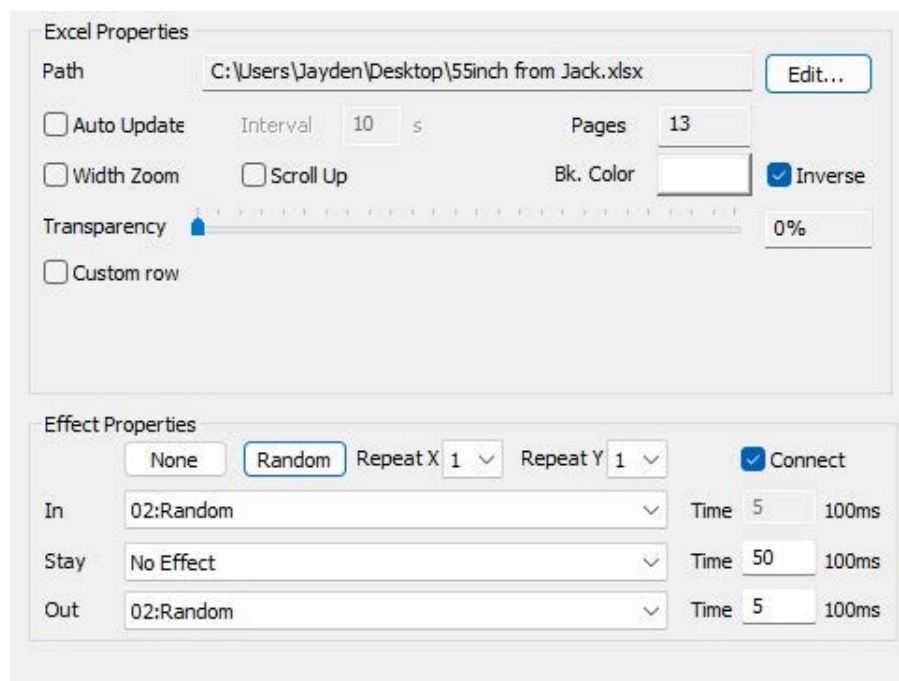 Excel Properties
Path C:\Users\Jayden\Desktop\55inch from Jack.xlsx Edit...
Auto Update Interval 10 s Pages 13
Width Zoom Scroll Up Bk. Color Inverse
Transparency 0%
Custom row
Effect Properties
None Random Repeat X 1 Repeat Y 1 Connect
In 02:Random Time 5 100ms
Stay No Effect Time 50 100ms
Out 02:Random Time 5 100ms